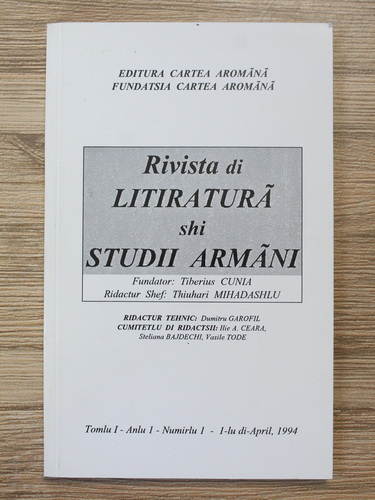 EDITURA CARTEA AROMÃNÃ
FUNDATSIA CARTEA AROMÃNÃ
Rivista di
LITIRATURÃ
shi
STUDII ARMÃNI
Fundator: Tiberius CUNIA
Ridactur Shef: Thiuhari MIHADASHLU
RIDACTUR TEHNIC: Dumitru GAROFIL
CUMITETLU DI RIDACTSII: Ilie A. CEARA,
Steliana BAJDECHI, Vasile TODE
Tomlu I - Anlu 1 - Numirlu 1 - 1-lu di-April, 1994